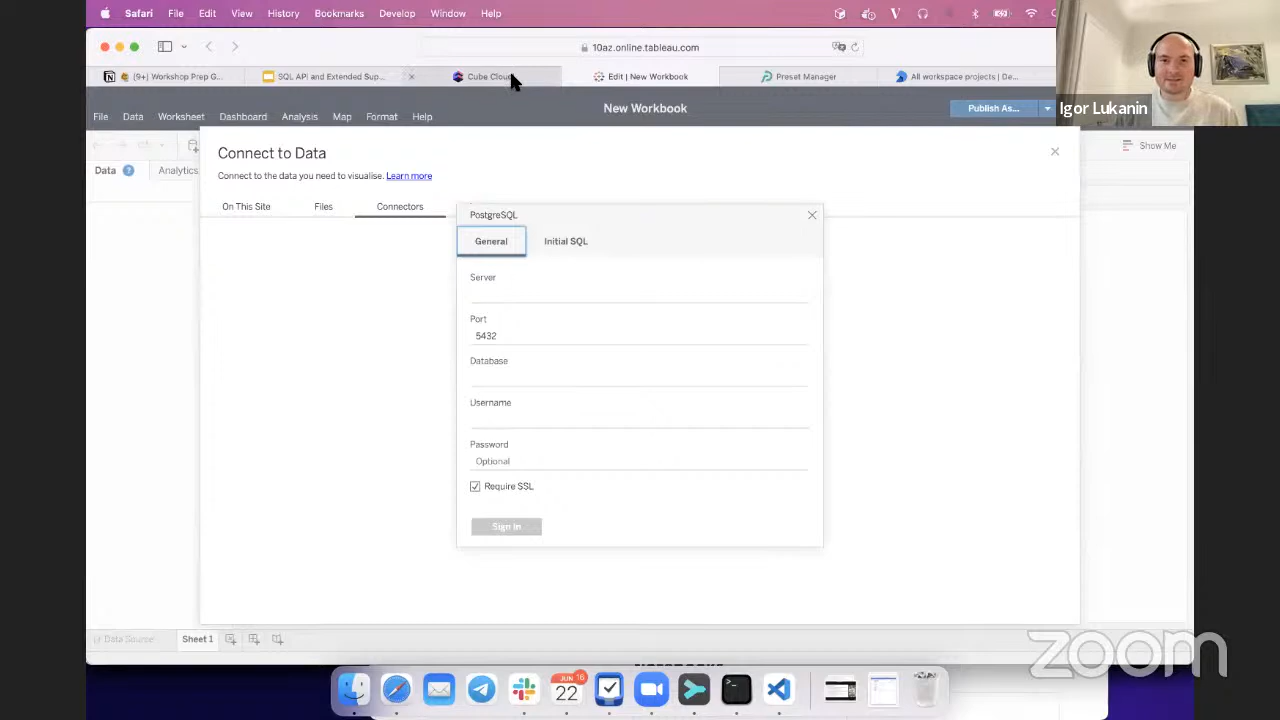 Safari File Edit View History Bookmarks Develop Window Help
10az.online.tableau.com
(9+) Workshop Prep G... SQL API and Extended Sup... Cube Cloud Edit | New Workbook Preset Manager All workspace projects | De...
Igor Lukanin
New Workbook
Publish As...
File Data Worksheet Dashboard Analysis Map Format Help
Connect to Data
Show Me
Data
Analytics
Connect to the data you need to visualise. Learn more
On This Site Files Connectors
PostgreSQL
General Initial SQL
Server
Port
5432
Database
Username
Password
Optional
Require SSL
Sign In
Data Source Sheet 1
zoom
JUN 16
22